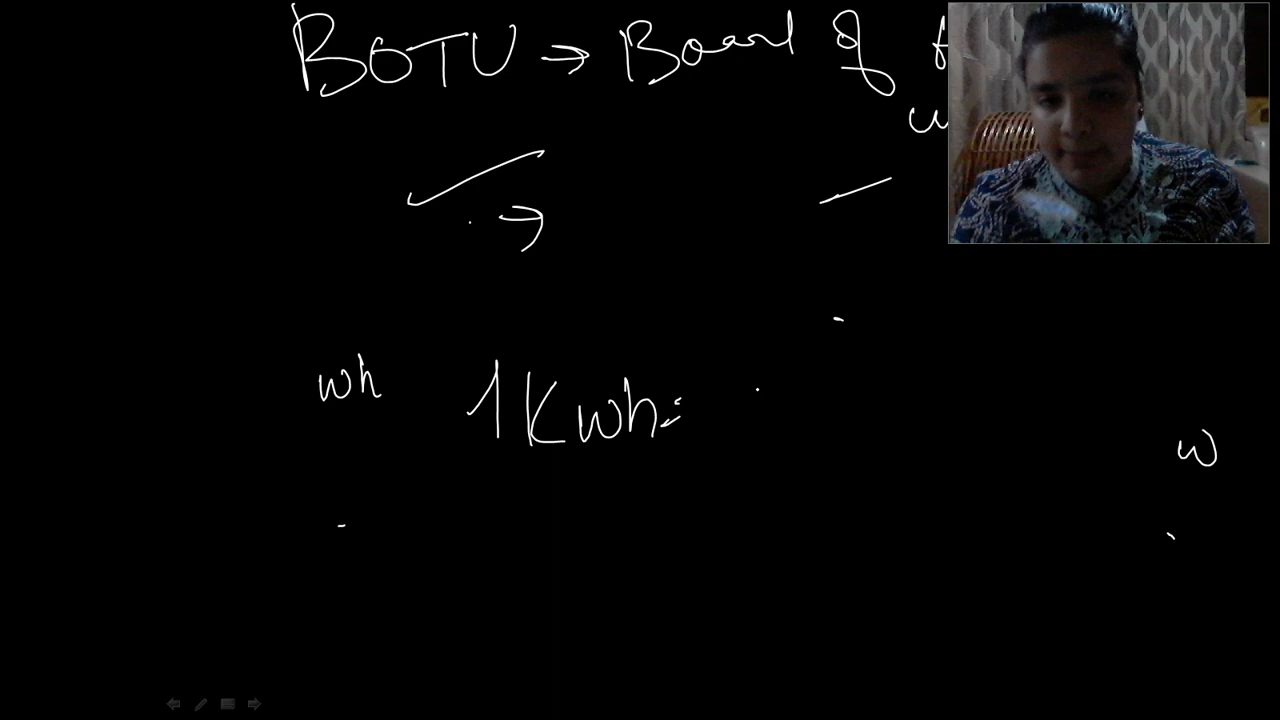 BOTU → Board of
wh 1Kwh=
w